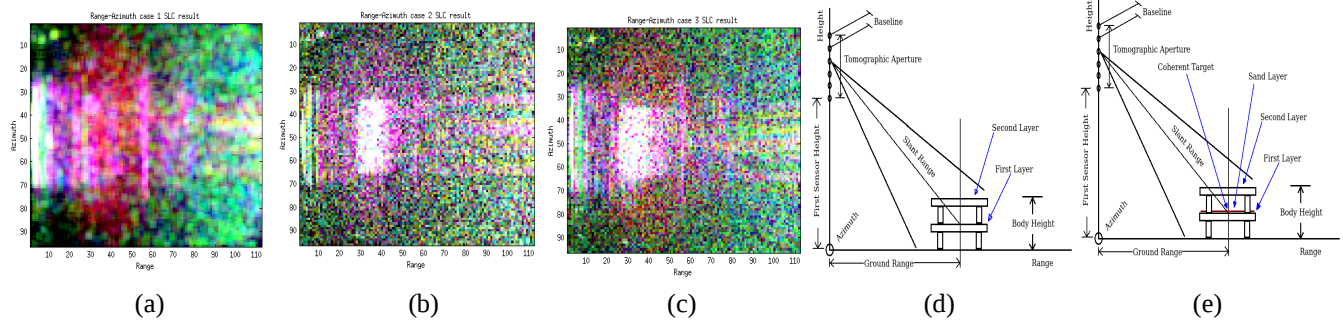 Range-Azimuth case 1 SLC result
10
20
30
40
50
60
70
80
90
Azimuth
10 20 30 40 50 60 70 80 90 100 110
Range
(a)
Range-Azimuth case 2 SLC result
10
20
30
40
50
60
70
80
90
Azimuth
10 20 30 40 50 60 70 80 90 100 110
Range
(b)
Range-Azimuth case 3 SLC result
10
20
30
40
50
60
70
80
90
Azimuth
10 20 30 40 50 60 70 80 90 100 110
Range
(c)
Height
Baseline
Tomographic Aperture
First Sensor Height
Slant Range
Second Layer
First Layer
Body Height
Azimuth
Ground Range
Range
(d)
Height
Baseline
Tomographic Aperture
Coherent Target
Sand Layer
Second Layer
First Sensor Height
Slant Range
First Layer
Body Height
Azimuth
Ground Range
Range
(e)